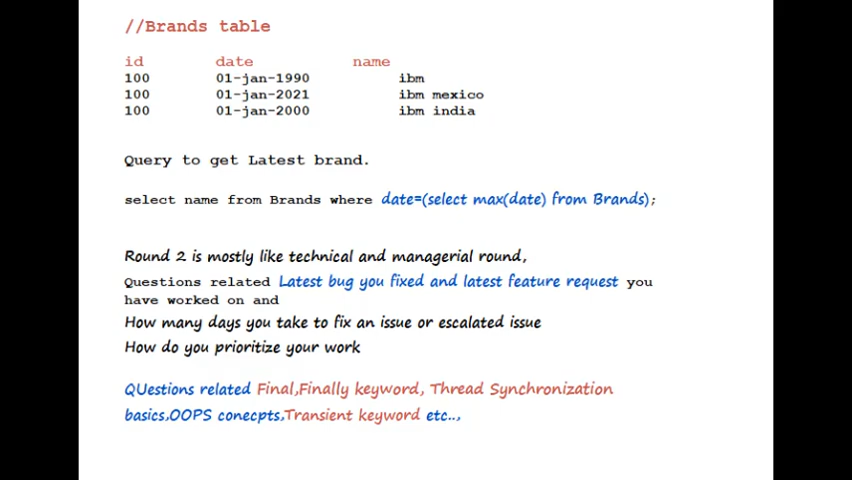 //Brands table
id date name
100 01-jan-1990 ibm
100 01-jan-2021 ibm mexico
100 01-jan-2000 ibm india
Query to get Latest brand.
select name from Brands where date=(select max(date) from Brands);
Round 2 is mostly like technical and managerial round,
Questions related Latest bug you fixed and latest feature request you
have worked on and
How many days you take to fix an issue or escalated issue
How do you prioritize your work
QUestions related Final,Finally keyword, Thread Synchronization
basics,OOPS conecpts,Transient keyword etc..,